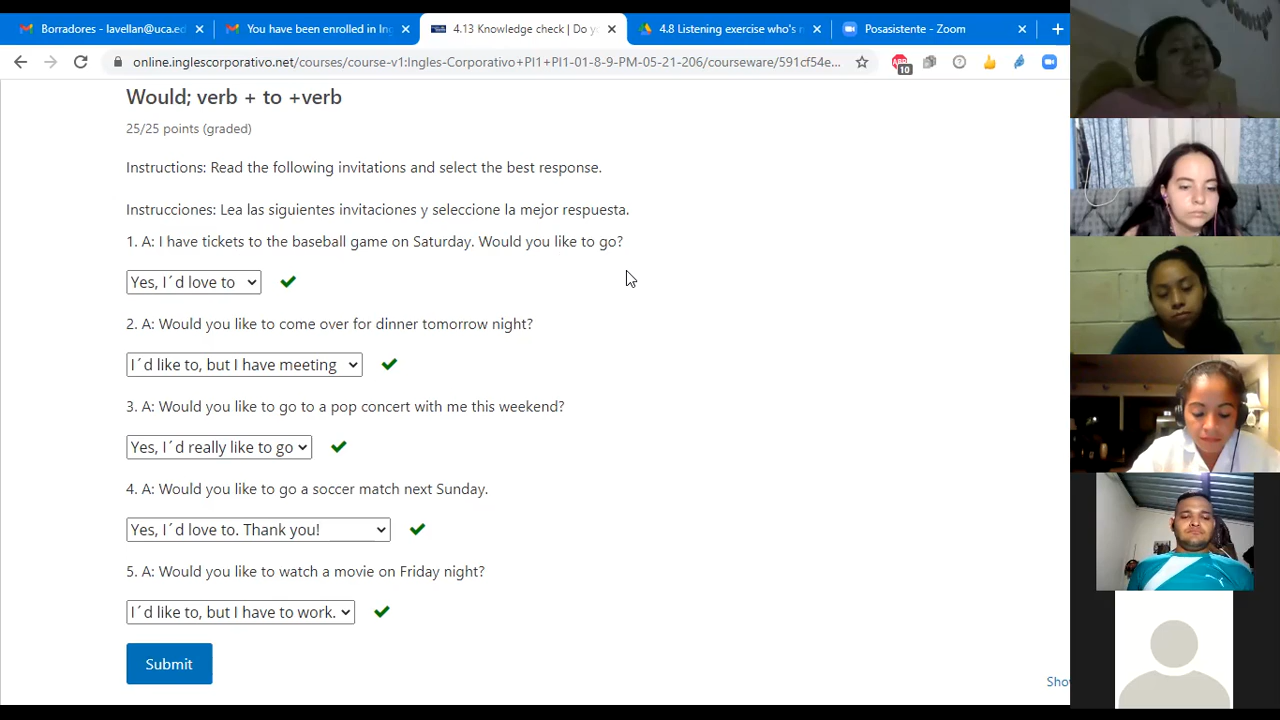 Borradores - lavellan@uca.ed
You have been enrolled in Ing
4.13 Knowledge check | Do yo
4.8 Listening exercise who's n
Posasistente - Zoom
online.inglescorporativo.net/courses/course-v1:Ingles-Corporativo+PI1+PI1-01-8-9-PM-05-21-206/courseware/591cf54e...
10
Would; verb + to +verb
25/25 points (graded)
Instructions: Read the following invitations and select the best response.
Instrucciones: Lea las siguientes invitaciones y seleccione la mejor respuesta.
1. A: I have tickets to the baseball game on Saturday. Would you like to go?
Yes, I´d love to
2. A: Would you like to come over for dinner tomorrow night?
I´d like to, but I have meeting
3. A: Would you like to go to a pop concert with me this weekend?
Yes, I´d really like to go
4. A: Would you like to go a soccer match next Sunday.
Yes, I´d love to. Thank you!
5. A: Would you like to watch a movie on Friday night?
I´d like to, but I have to work.
Submit
Sho